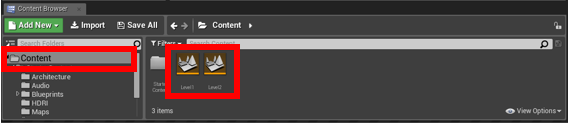 Content Browser
Add New Import Save All Content
Search Folders
Filters Search Content
Content
Architecture
Audio
Blueprints
HDRI
Maps
Level1 Level2
3 items View Options